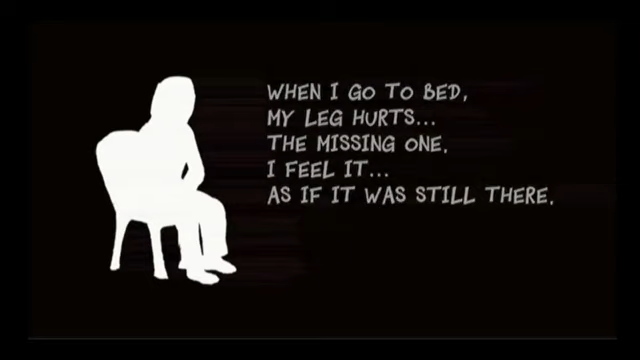 WHEN I GO TO BED,
MY LEG HURTS...
THE MISSING ONE.
I FEEL IT...
AS IF IT WAS STILL THERE.